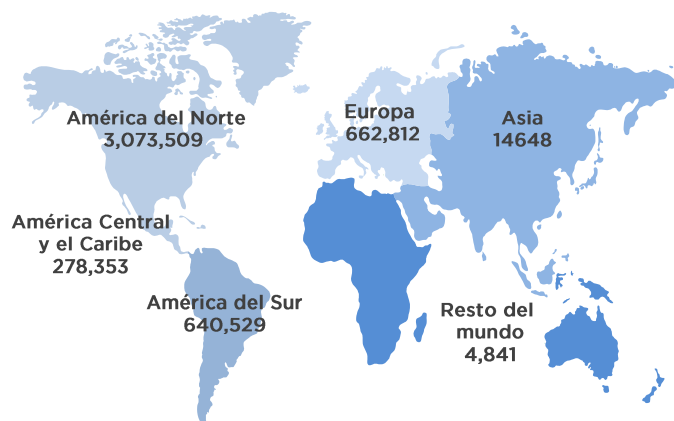 América del Norte
3,073,509
Europa
662,812
Asia
14648
América Central
y el Caribe
278,353
América del Sur
640,529
Resto del
mundo
4,841